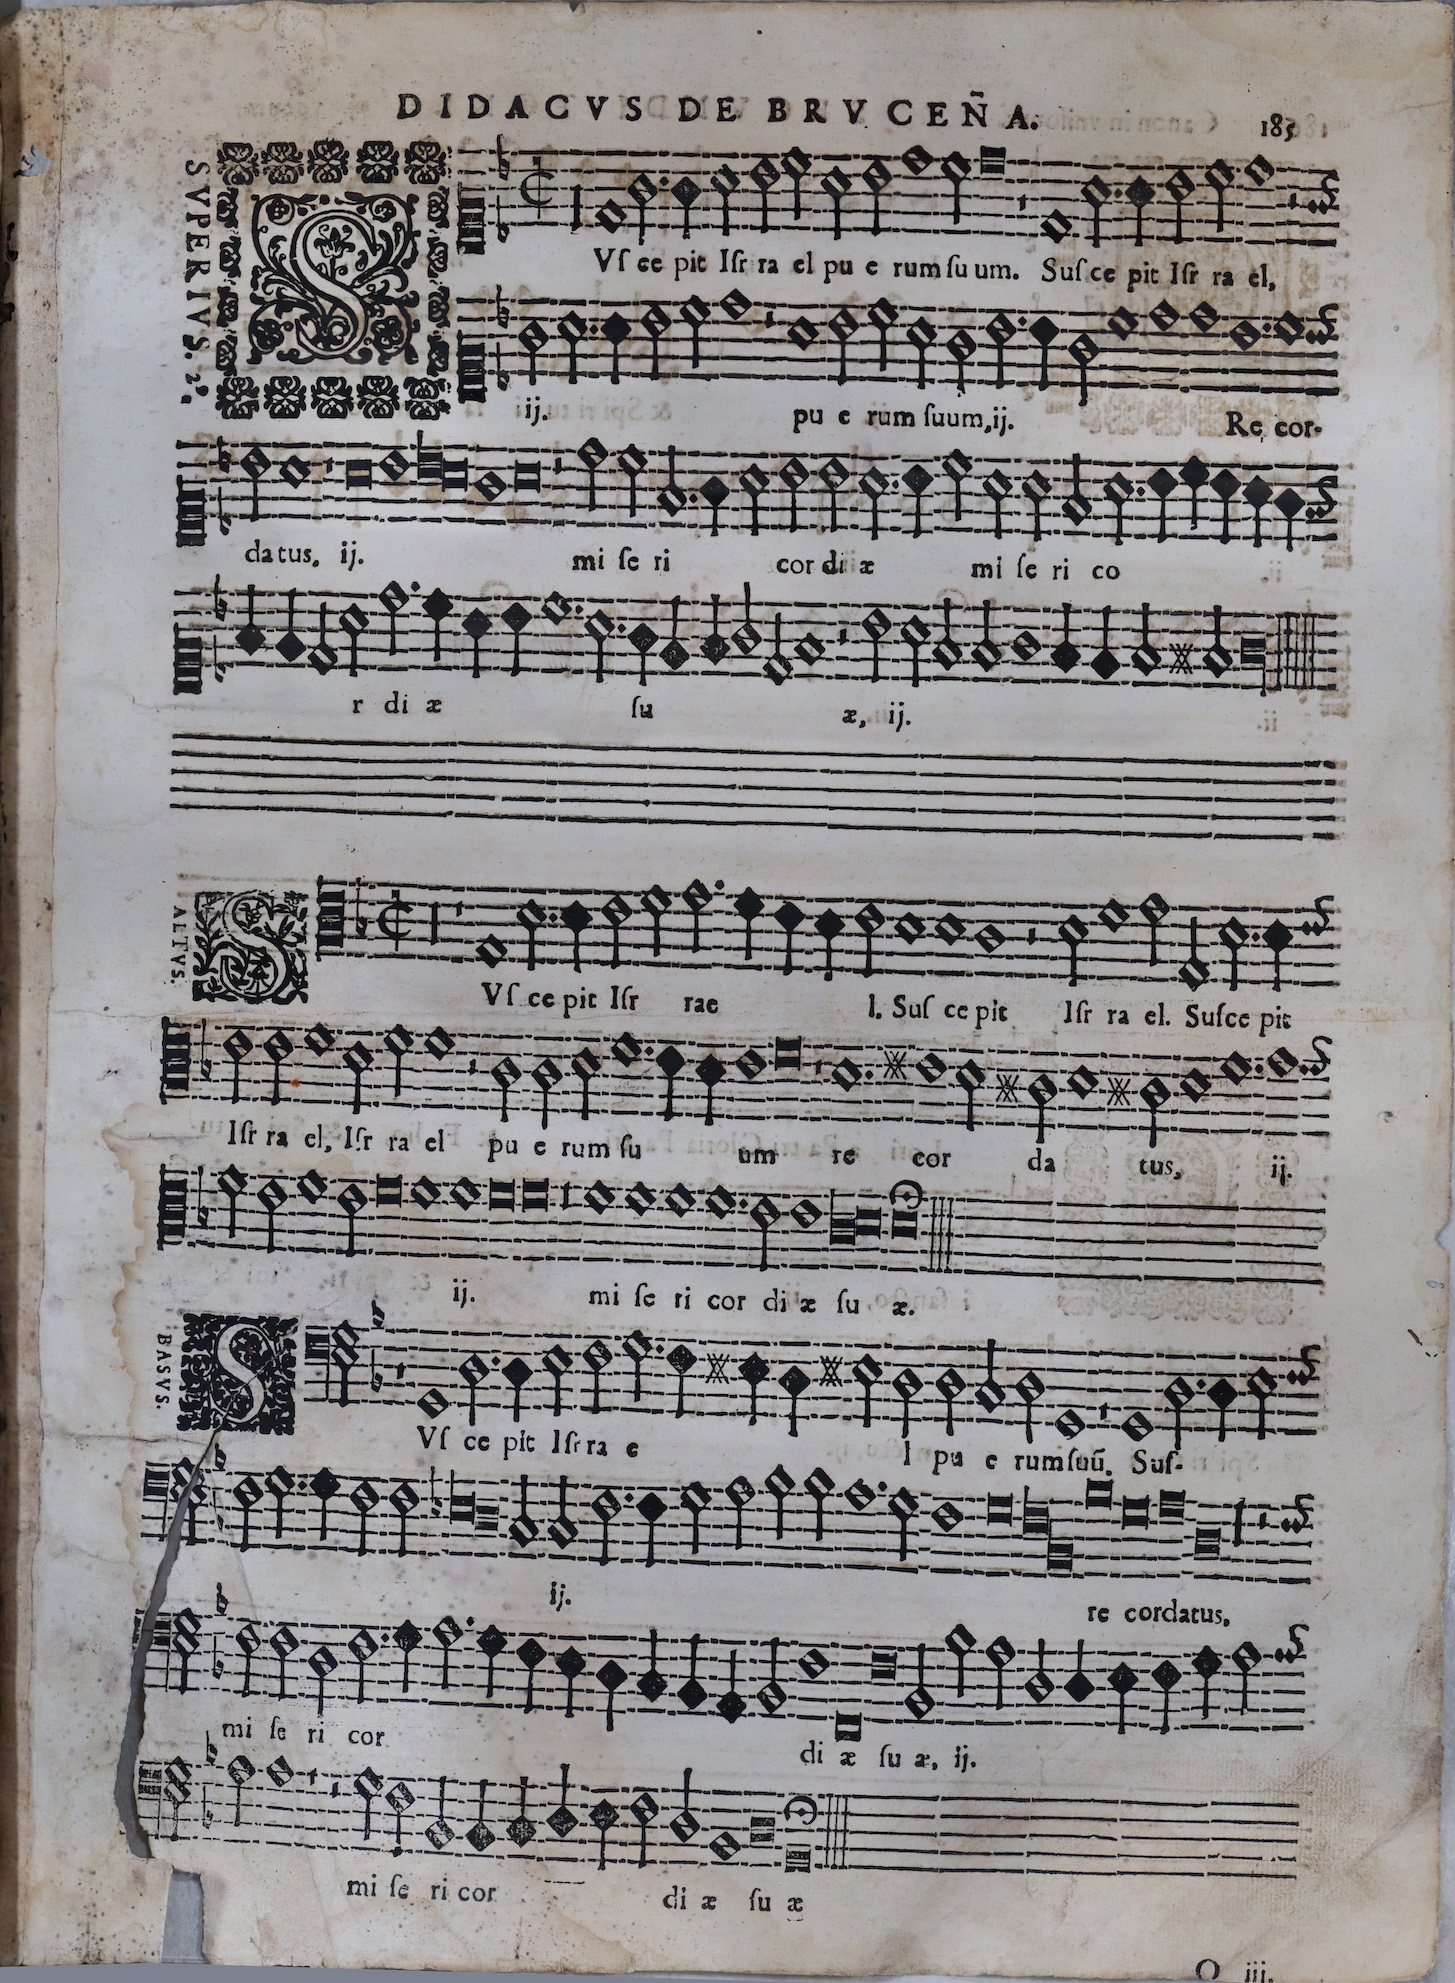 DIDACVS DE BRVCEÑA.
185
SVPERIVS. 2º.
S
Vſ ce pit Iſr ra el pu e rum ſu um. Suſ ce pit Iſr ra el,
ij. pu e rum ſuum, ij. Re cor-
da tus, ij. mi ſe ri cor di æ mi ſe ri co
r di æ ſu æ, ij.
ALTVS.
S
Vſ ce pit Iſr rae l. Suſ ce pit Iſr ra el. Suſce pit
Iſr ra el, Iſr ra el pu e rum ſu um re cor da tus, ij.
ij. mi ſe ri cor di æ ſu æ.
BASVS.
S
Vſ ce pit Iſr ra e l pu e rum ſuū. Suſ-
ij. re cordatus,
mi ſe ri cor di æ ſu æ, ij.
mi ſe ri cor di æ ſu æ
O iij.